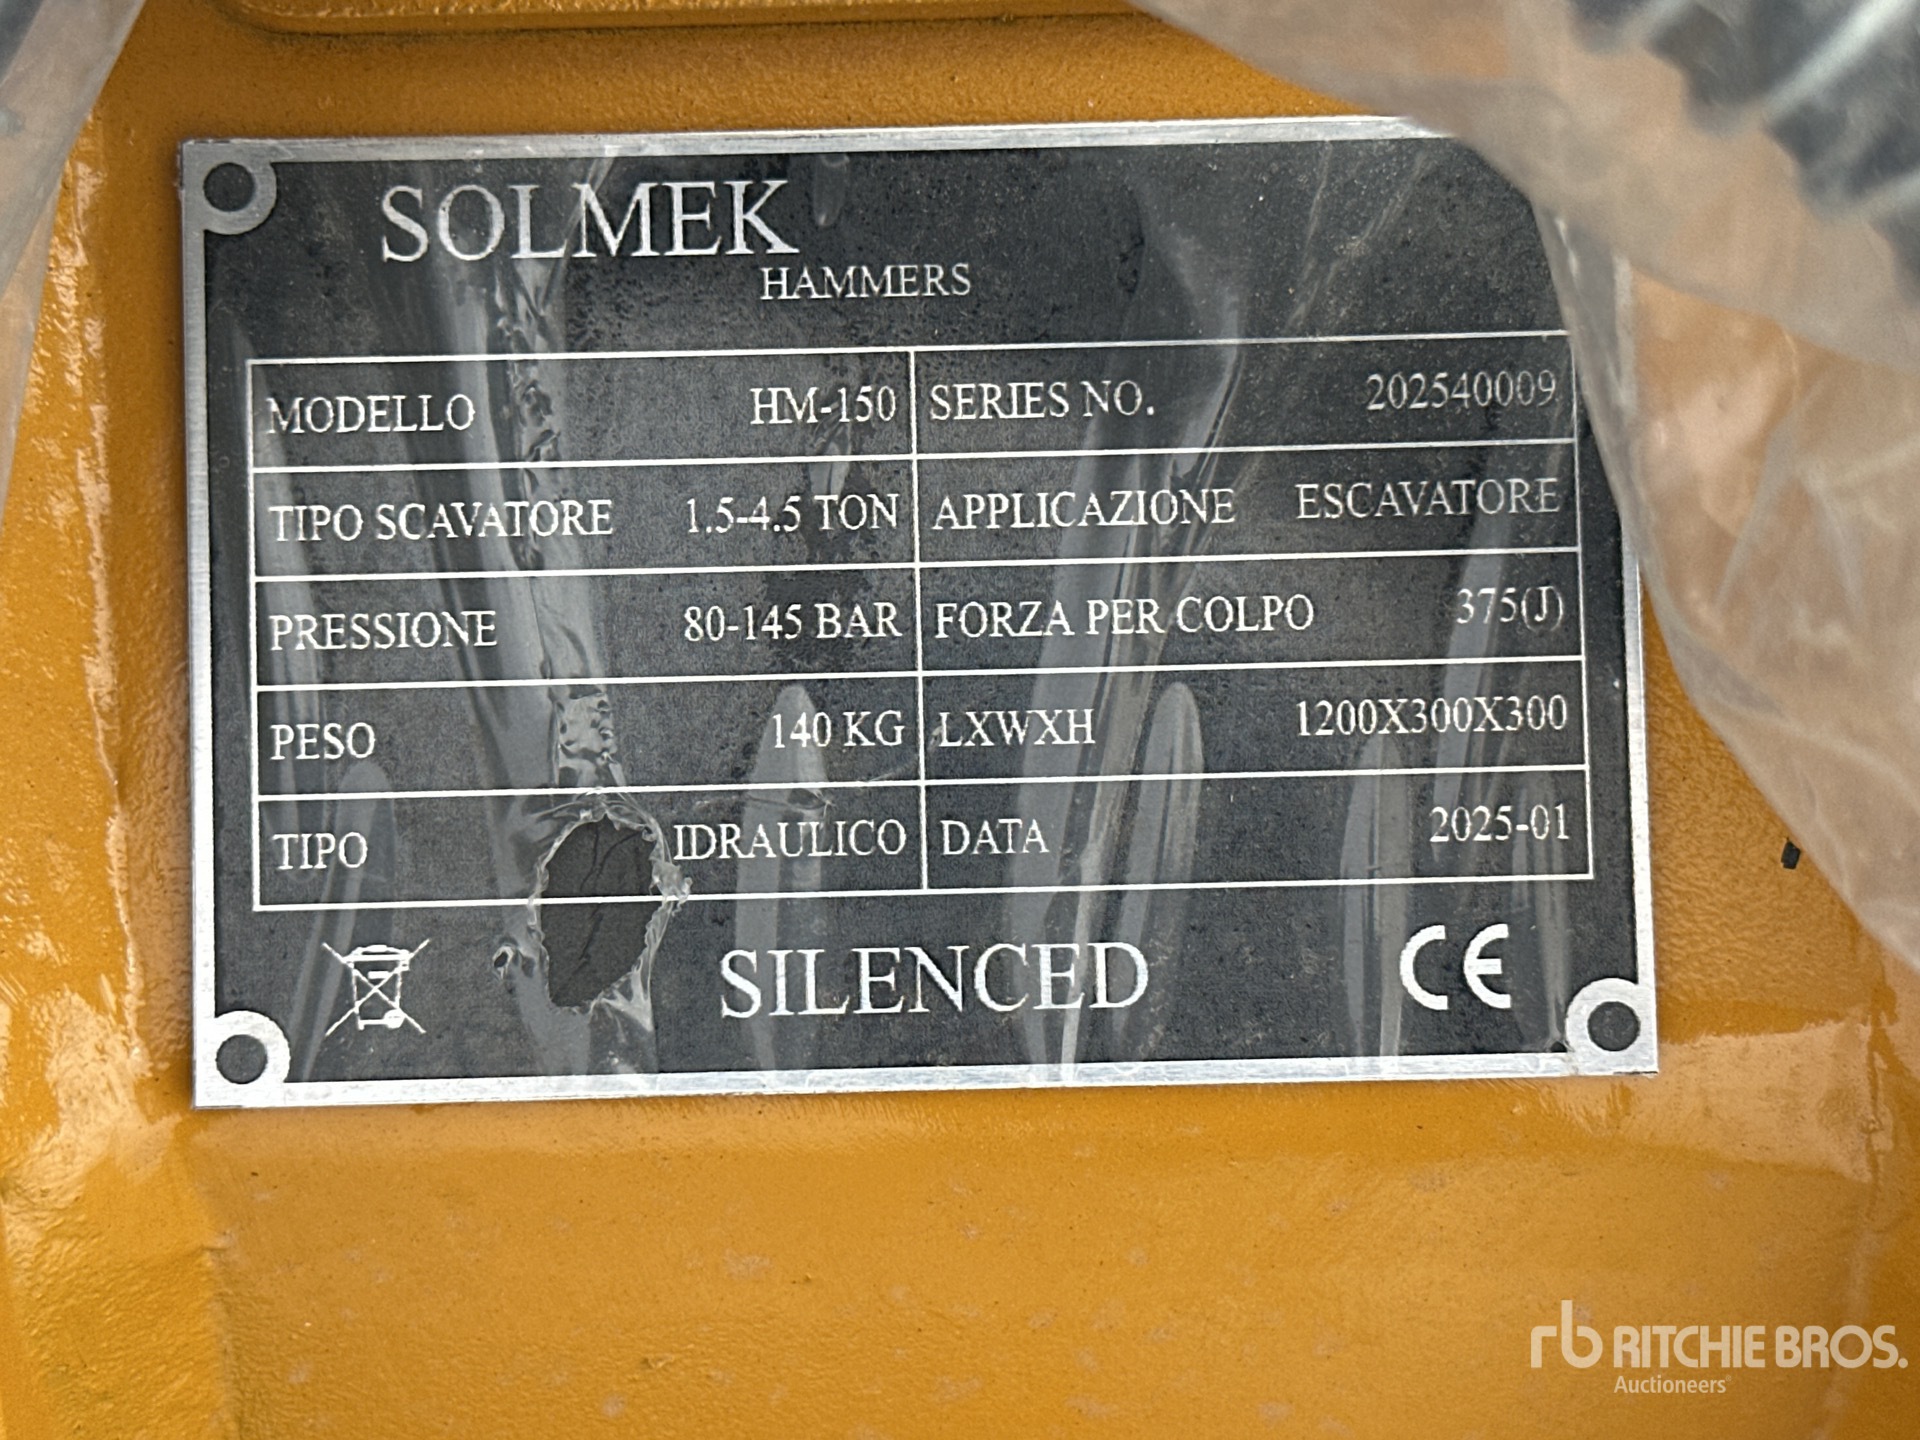 SOLMEK
HAMMERS
MODELLO HM-150 SERIES NO. 202540009
TIPO SCAVATORE 1.5-4.5 TON APPLICAZIONE ESCAVATORE
PRESSIONE 80-145 BAR FORZA PER COLPO 375(J)
PESO 140 KG LXWXH 1200X300X300
TIPO IDRAULICO DATA 2025-01
SILENCED CE
rb RITCHIE BROS.
Auctioneers